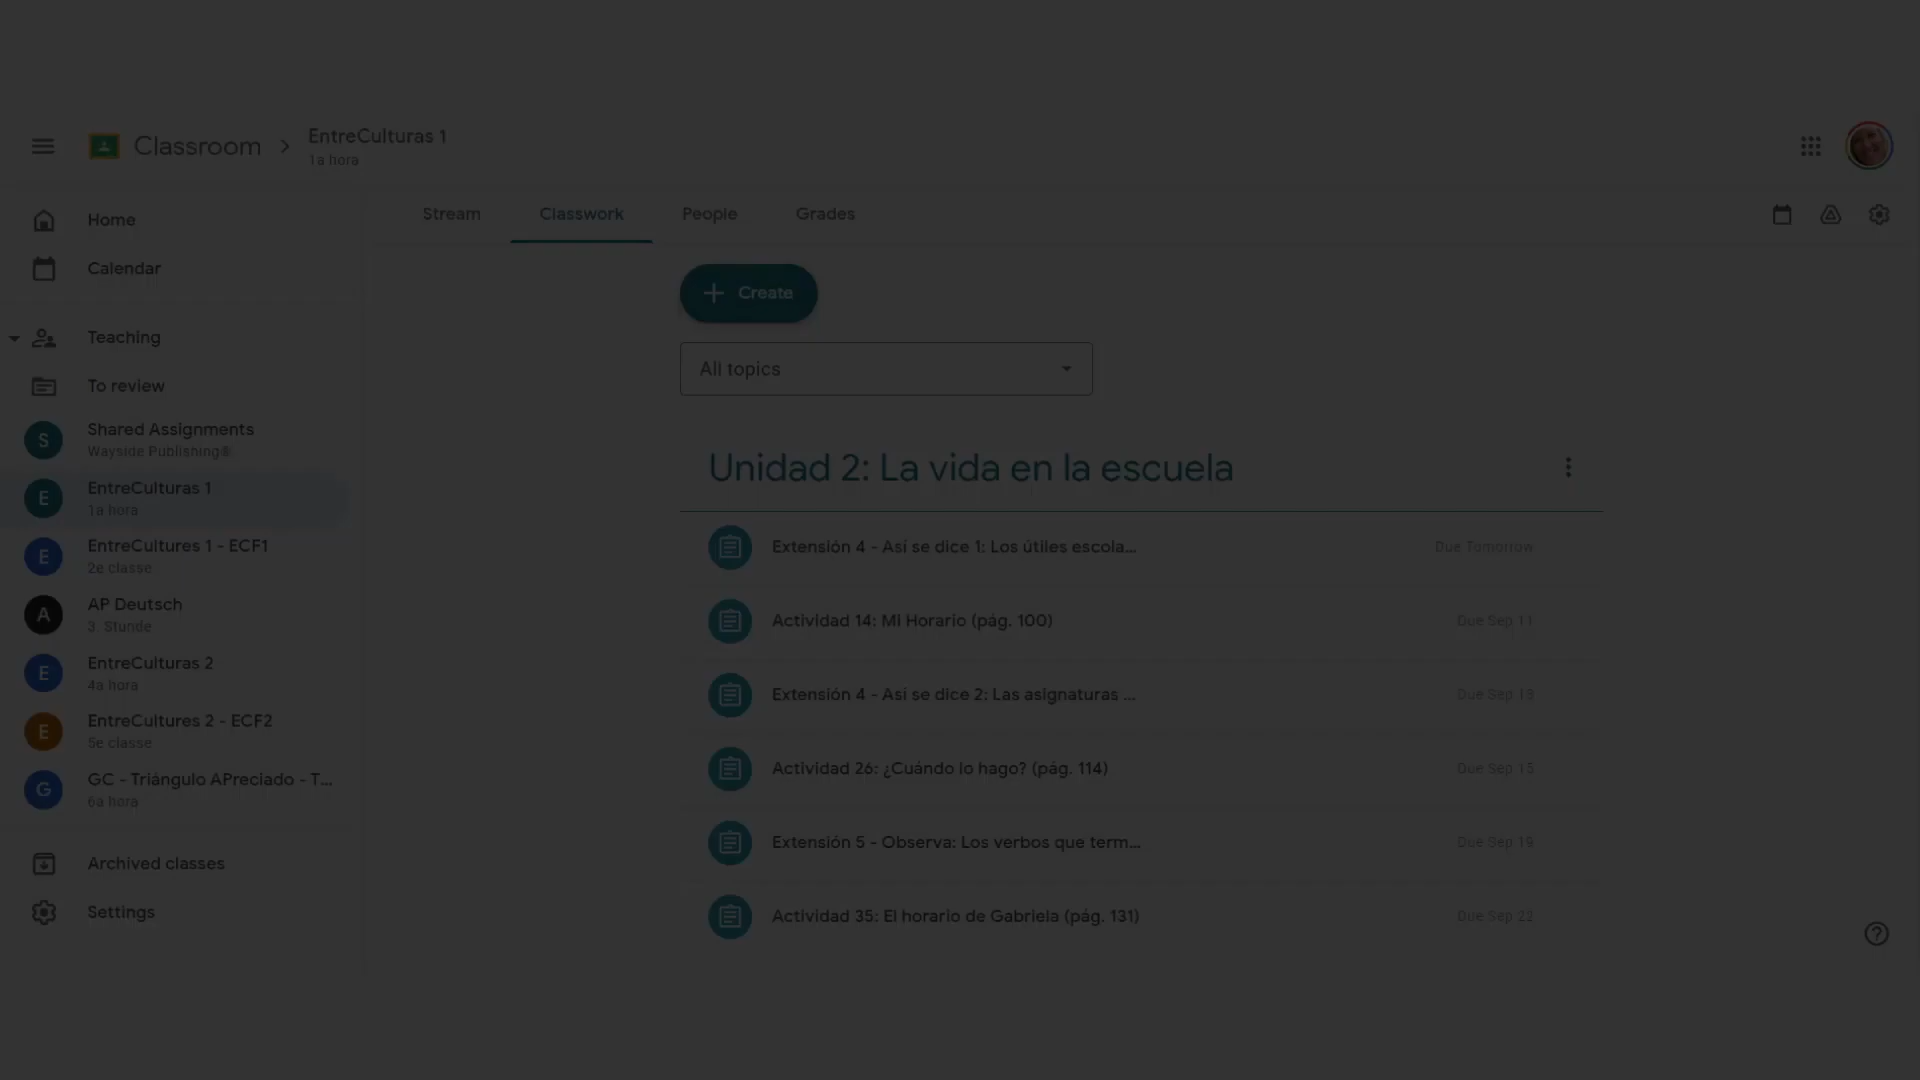 Classroom
EntreCulturas 1
1a hora
Home
Calendar
Teaching
To review
S
Shared Assignments
Wayside Publishing®
E
EntreCulturas 1
1a hora
E
EntreCultures 1 - ECF1
2e classe
A
AP Deutsch
3. Stunde
E
EntreCulturas 2
4a hora
E
EntreCultures 2 - ECF2
5e classe
G
GC - Triángulo APreciado - T...
6a hora
Archived classes
Settings
Stream Classwork People Grades
Create
All topics
Unidad 2: La vida en la escuela
Extensión 4 - Así se dice 1: Los útiles escola... Due Tomorrow
Actividad 14: Mi Horario (pág. 100) Due Sep 11
Extensión 4 - Así se dice 2: Las asignaturas ... Due Sep 13
Actividad 26: ¿Cuándo lo hago? (pág. 114) Due Sep 15
Extensión 5 - Observa: Los verbos que term... Due Sep 19
Actividad 35: El horario de Gabriela (pág. 131) Due Sep 22